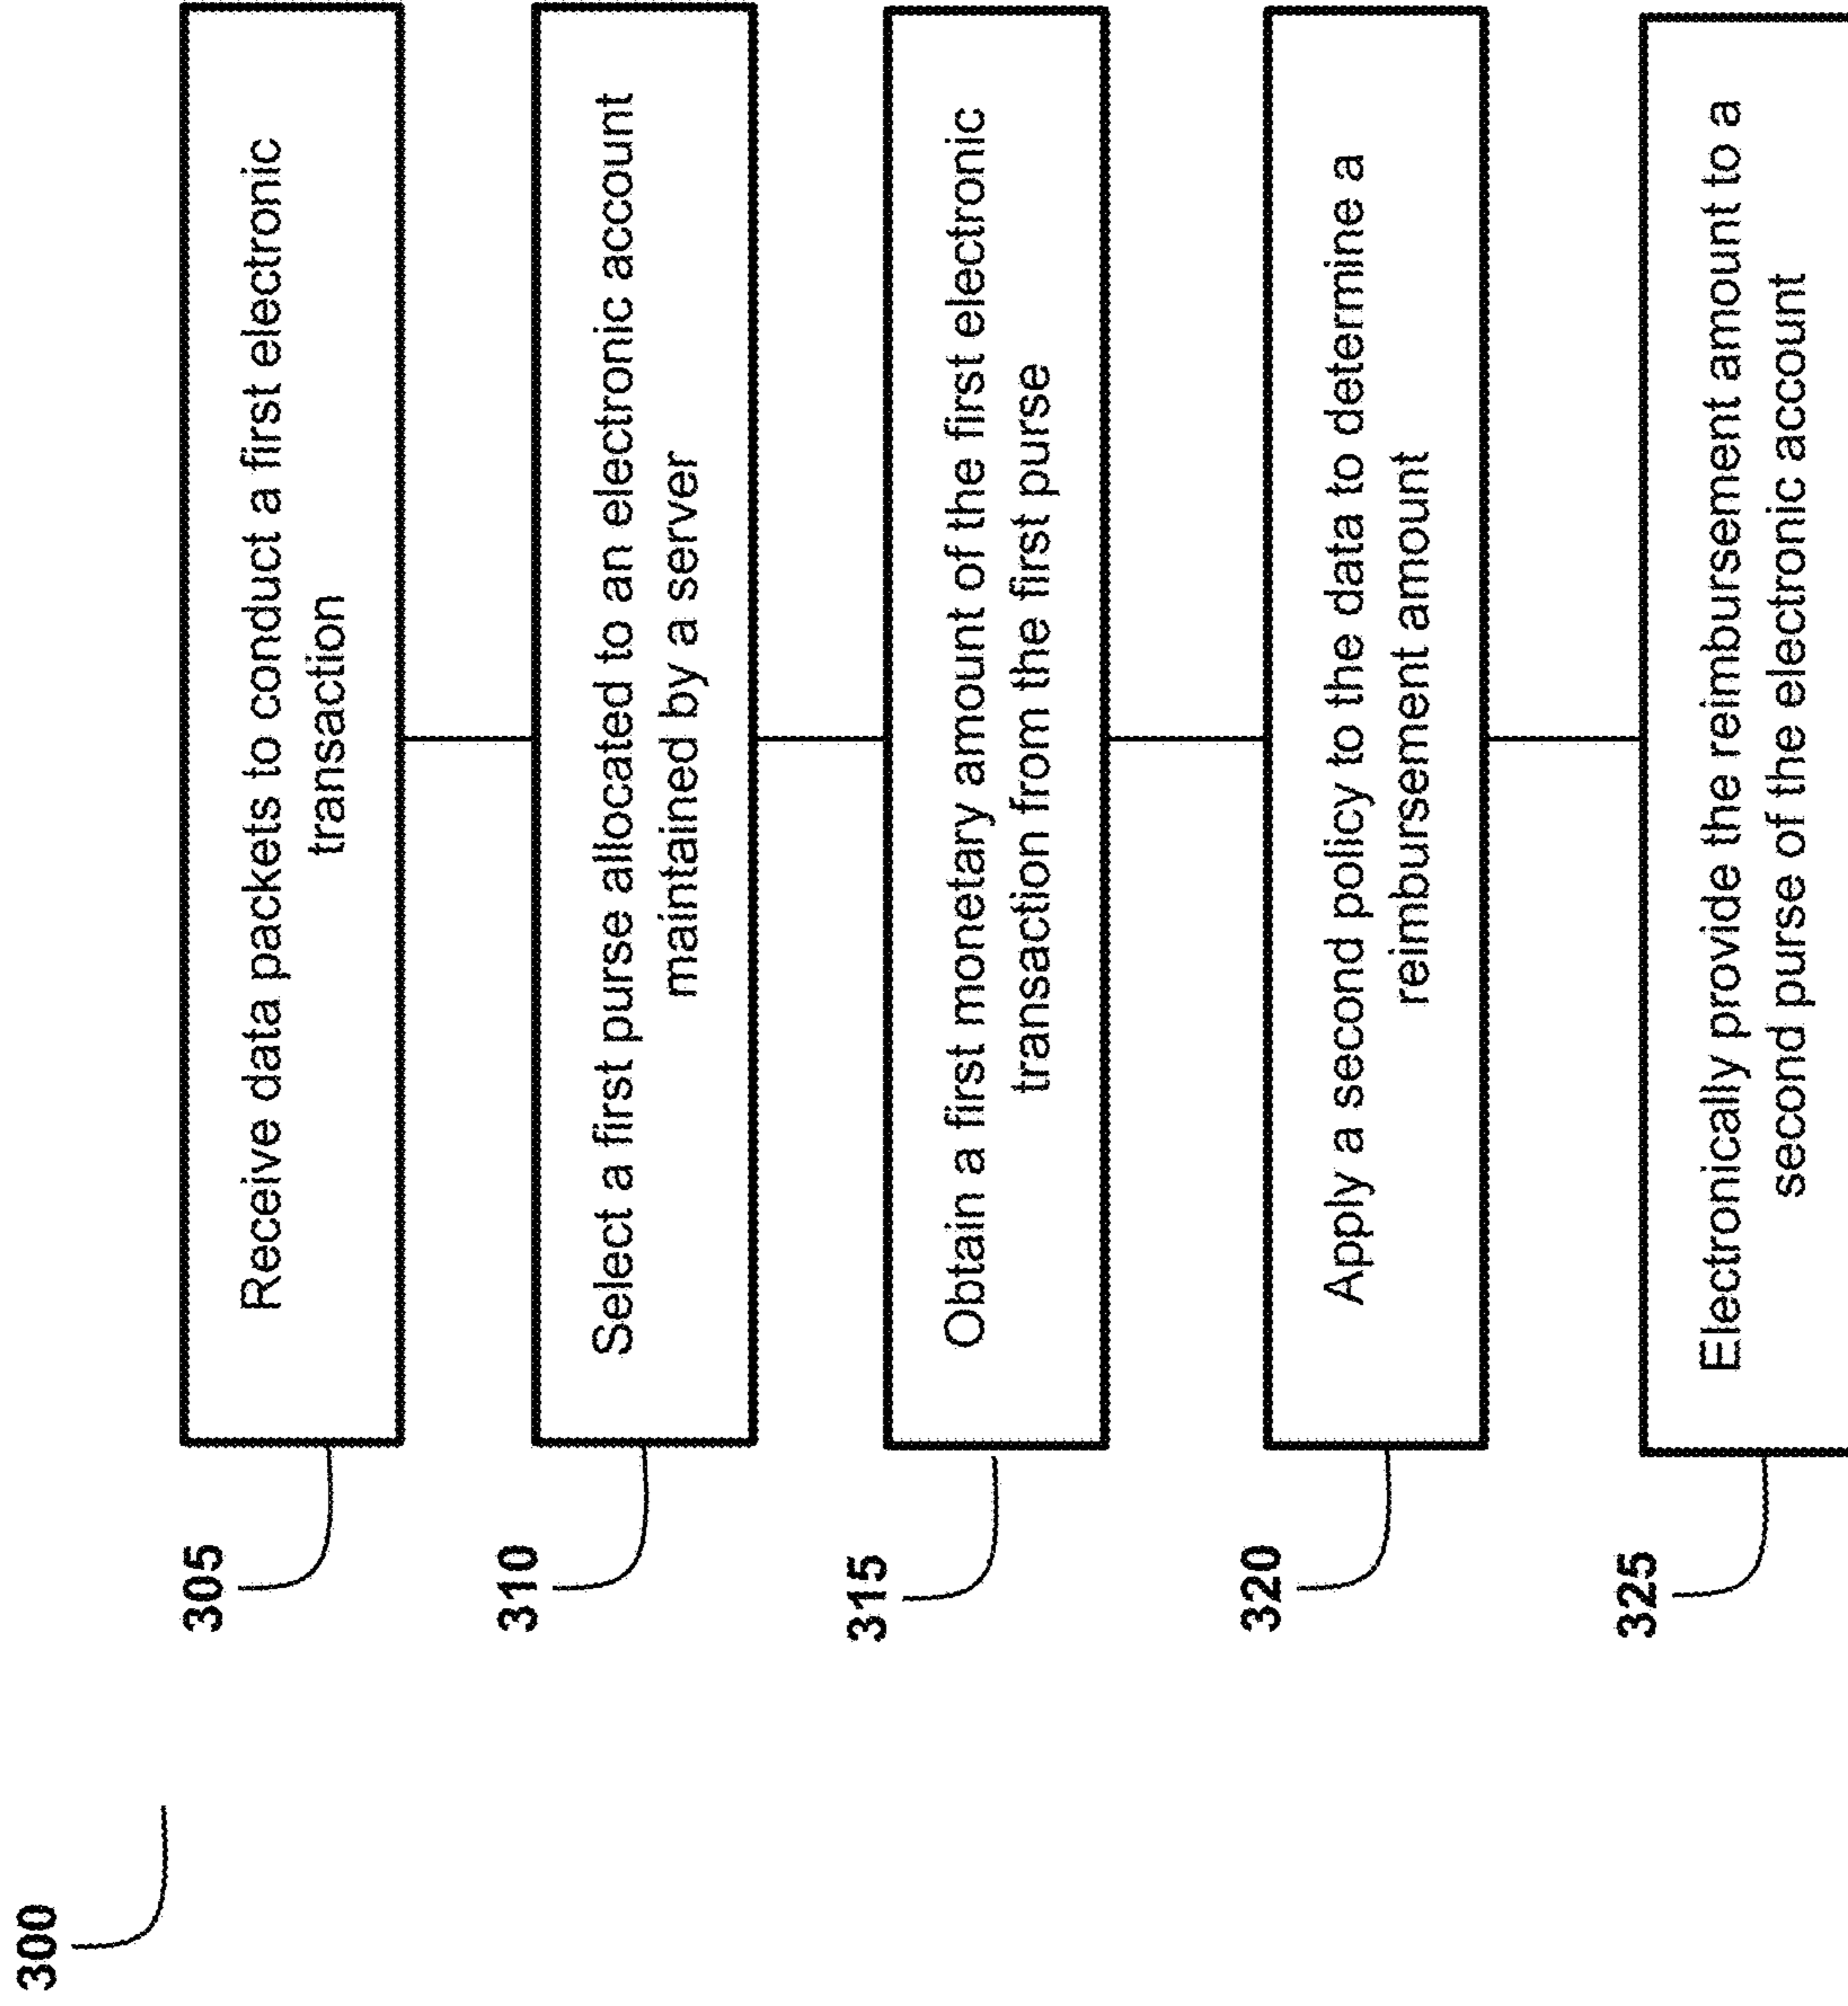 300
305
Receive data packets to conduct a first electronic
transaction
310
Select a first purse allocated to an electronic account
maintained by a server
315
Obtain a first monetary amount of the first electronic
transaction from the first purse
320
Apply a second policy to the data to determine a
reimbursement amount
325
Electronically provide the reimbursement amount to a
second purse of the electronic account